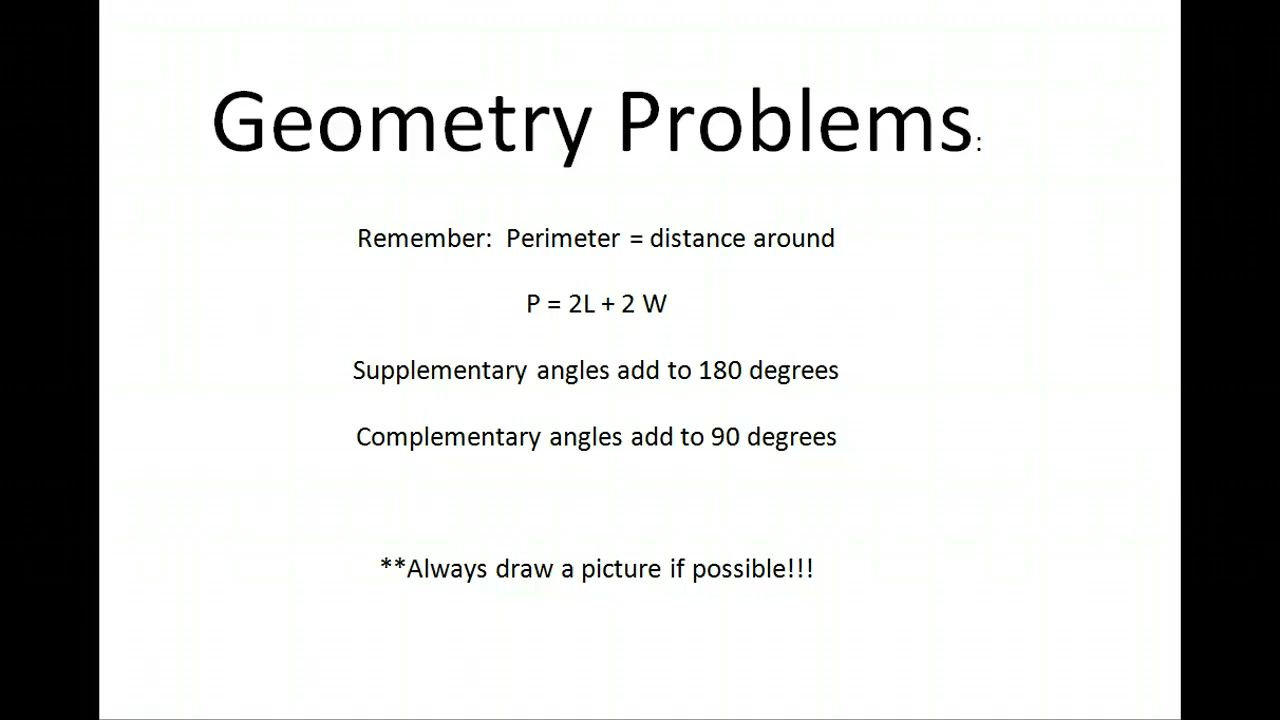 Geometry Problems:
Remember: Perimeter = distance around
P = 2L + 2 W
Supplementary angles add to 180 degrees
Complementary angles add to 90 degrees
**Always draw a picture if possible!!!